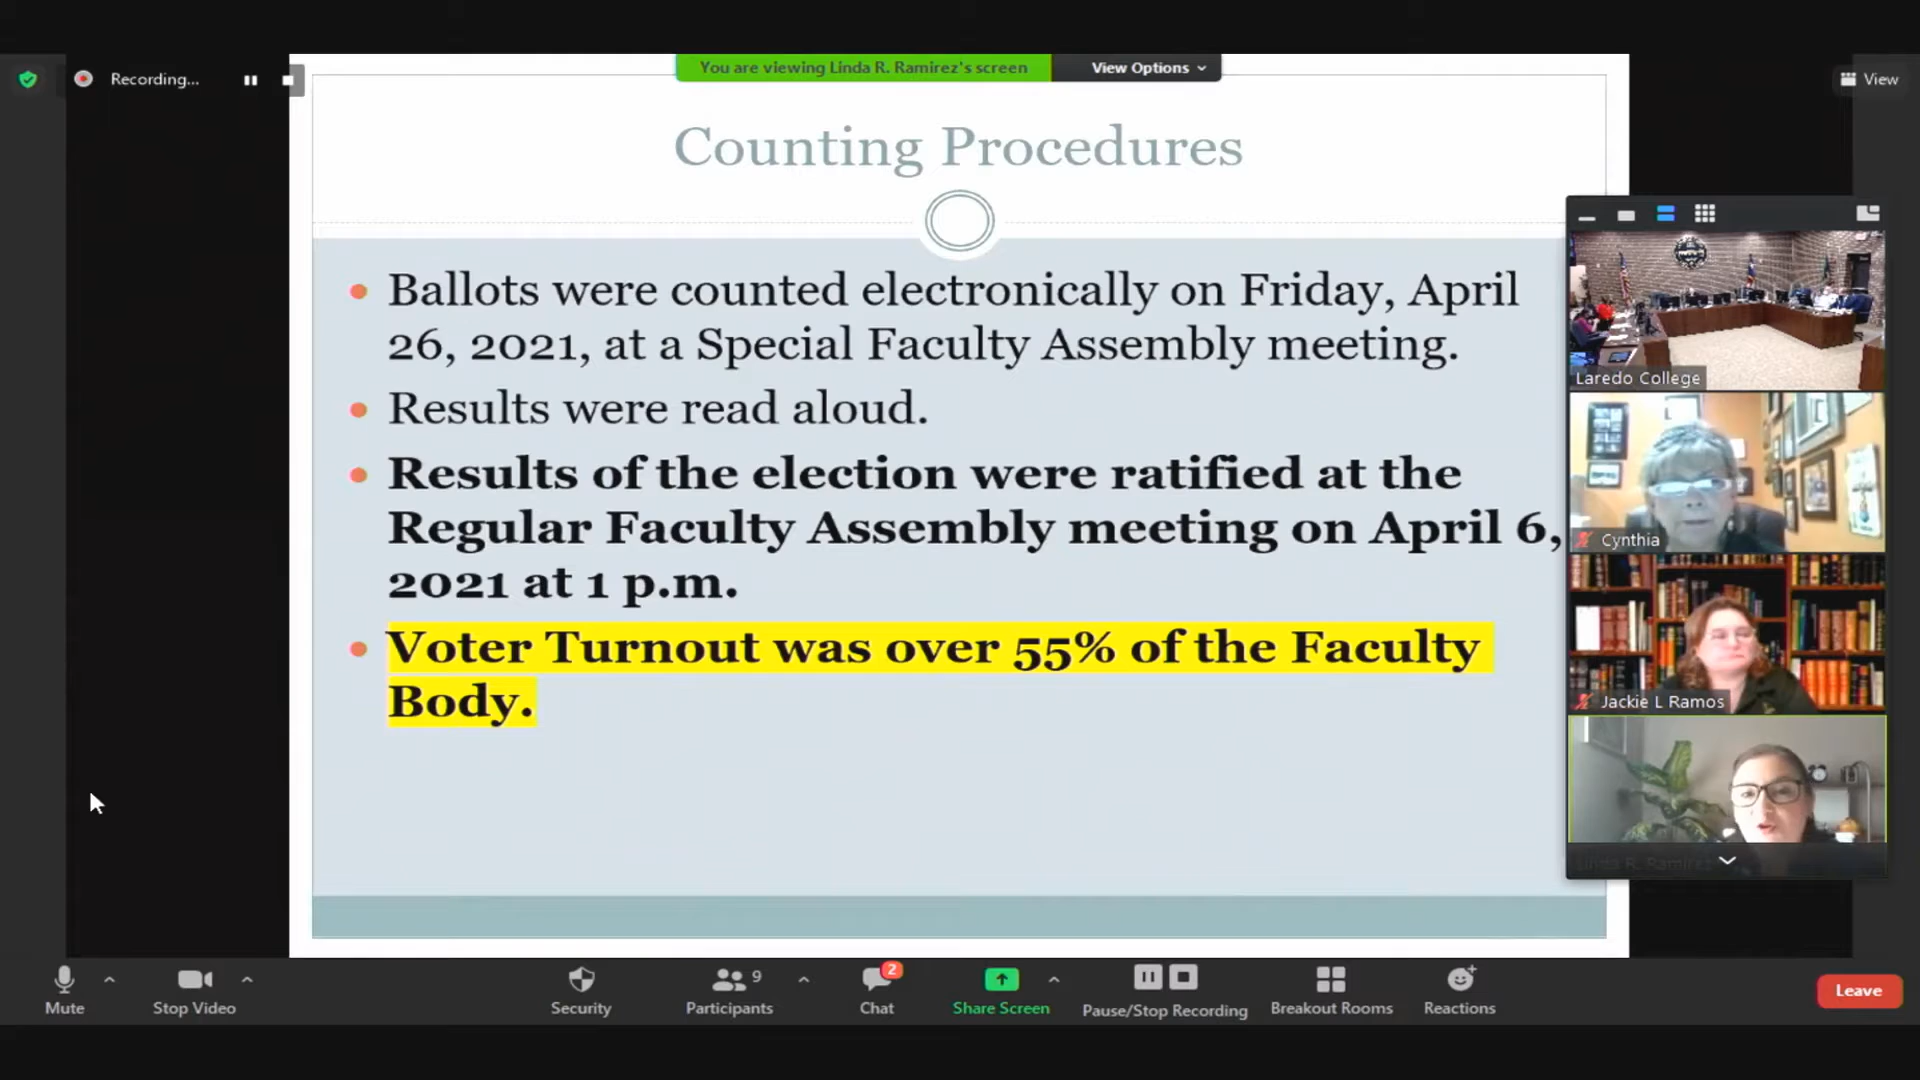 You are viewing Linda R. Ramirez's screen
View Options
Recording...
View
Counting Procedures
Ballots were counted electronically on Friday, April
26, 2021, at a Special Faculty Assembly meeting.
Results were read aloud.
Results of the election were ratified at the
Regular Faculty Assembly meeting on April 6,
2021 at 1 p.m.
Voter Turnout was over 55% of the Faculty
Body.
Laredo College
Cynthia
Jackie L Ramos
Linda R. Ramirez
Mute
Stop Video
Security
9
Participants
2
Chat
Share Screen
Pause/Stop Recording
Breakout Rooms
Reactions
Leave